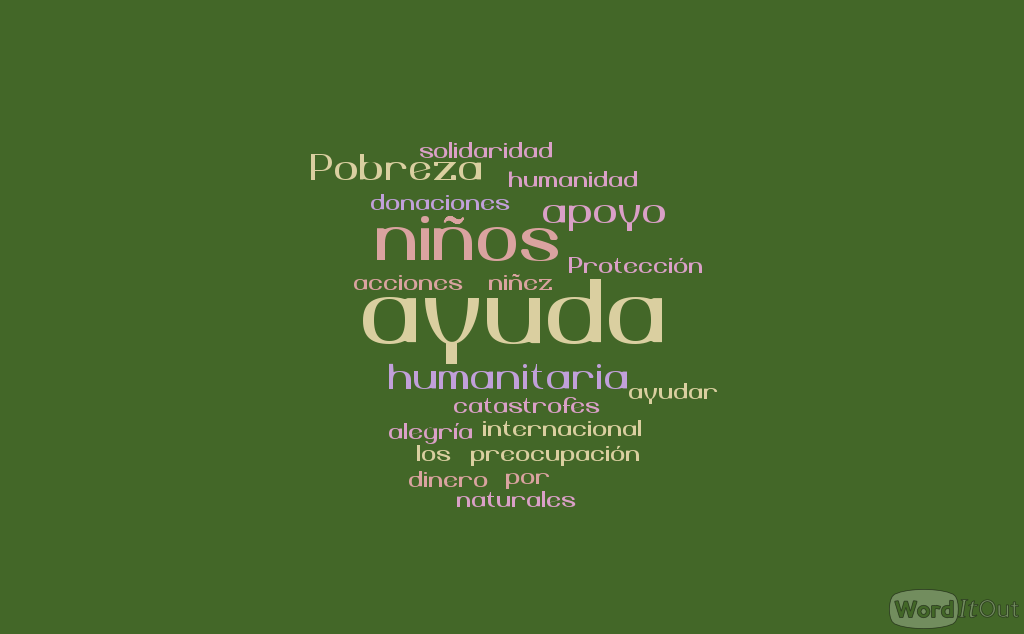 solidaridad
Pobreza
humanidad
donaciones
apoyo
niños
Protección
acciones niñez
ayuda
humanitaria
ayudar
catastrofes
alegría internacional
los preocupación
dinero por
naturales
WordItOut